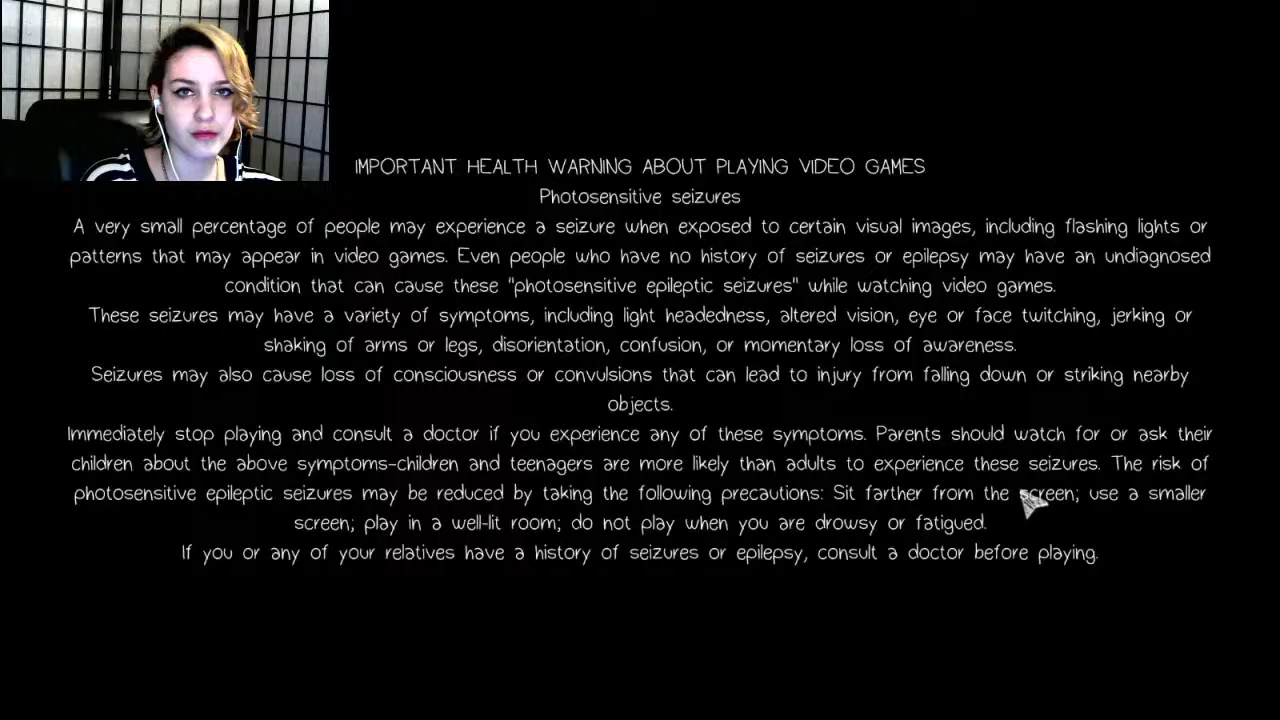 IMPORTANT HEALTH WARNING ABOUT PLAYING VIDEO GAMES
Photosensitive seizures
A very small percentage of people may experience a seizure when exposed to certain visual images, including flashing lights or
patterns that may appear in video games. Even people who have no history of seizures or epilepsy may have an undiagnosed
condition that can cause these "photosensitive epileptic seizures" while watching video games.
These seizures may have a variety of symptoms, including light headedness, altered vision, eye or face twitching, jerking or
shaking of arms or legs, disorientation, confusion, or momentary loss of awareness.
Seizures may also cause loss of consciousness or convulsions that can lead to injury from falling down or striking nearby
objects.
Immediately stop playing and consult a doctor if you experience any of these symptoms. Parents should watch for or ask their
children about the above symptoms-children and teenagers are more likely than adults to experience these seizures. The risk of
photosensitive epileptic seizures may be reduced by taking the following precautions: Sit farther from the screen; use a smaller
screen; play in a well-lit room; do not play when you are drowsy or fatigued.
If you or any of your relatives have a history of seizures or epilepsy, consult a doctor before playing.